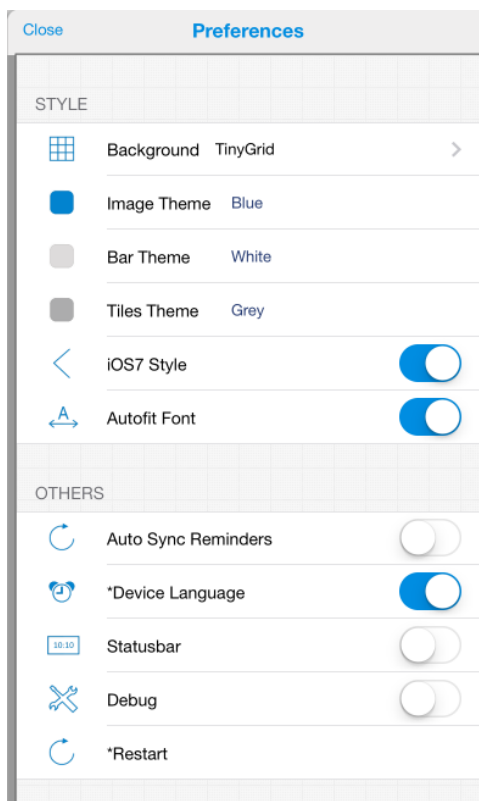 Close Preferences
STYLE
Background TinyGrid
Image Theme Blue
Bar Theme White
Tiles Theme Grey
iOS7 Style
A Autofit Font
OTHERS
Auto Sync Reminders
*Device Language
10:10 Statusbar
Debug
*Restart